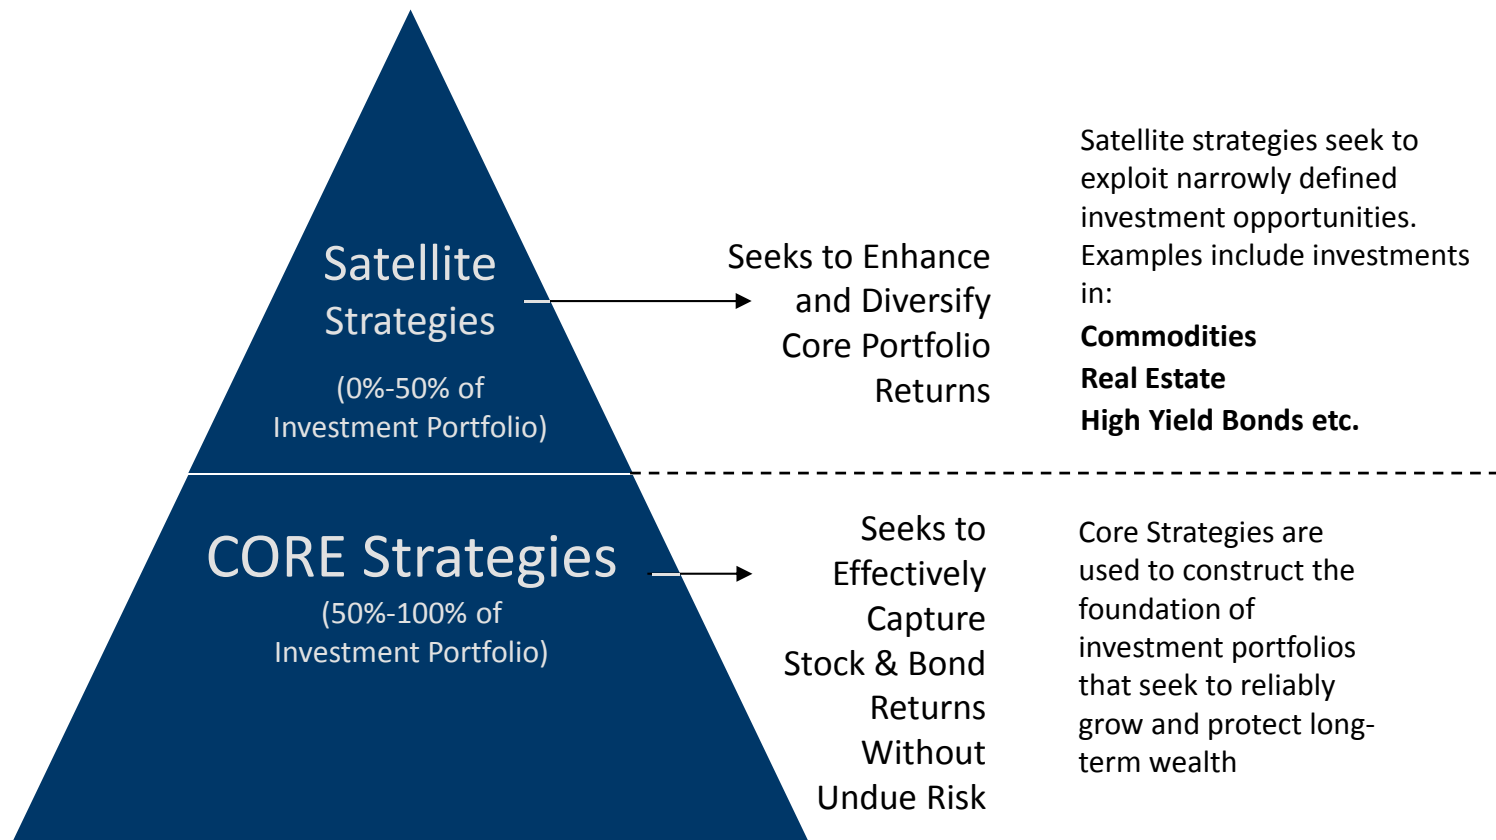 Satellite
Strategies
(0%-50% of
Investment Portfolio)
Seeks to Enhance
and Diversify
Core Portfolio
Returns
Satellite strategies seek to
exploit narrowly defined
investment opportunities.
Examples include investments
in:
Commodities
Real Estate
High Yield Bonds etc.
CORE Strategies
(50%-100% of
Investment Portfolio)
Seeks to
Effectively
Capture
Stock & Bond
Returns
Without
Undue Risk
Core Strategies are
used to construct the
foundation of
investment portfolios
that seek to reliably
grow and protect long-
term wealth